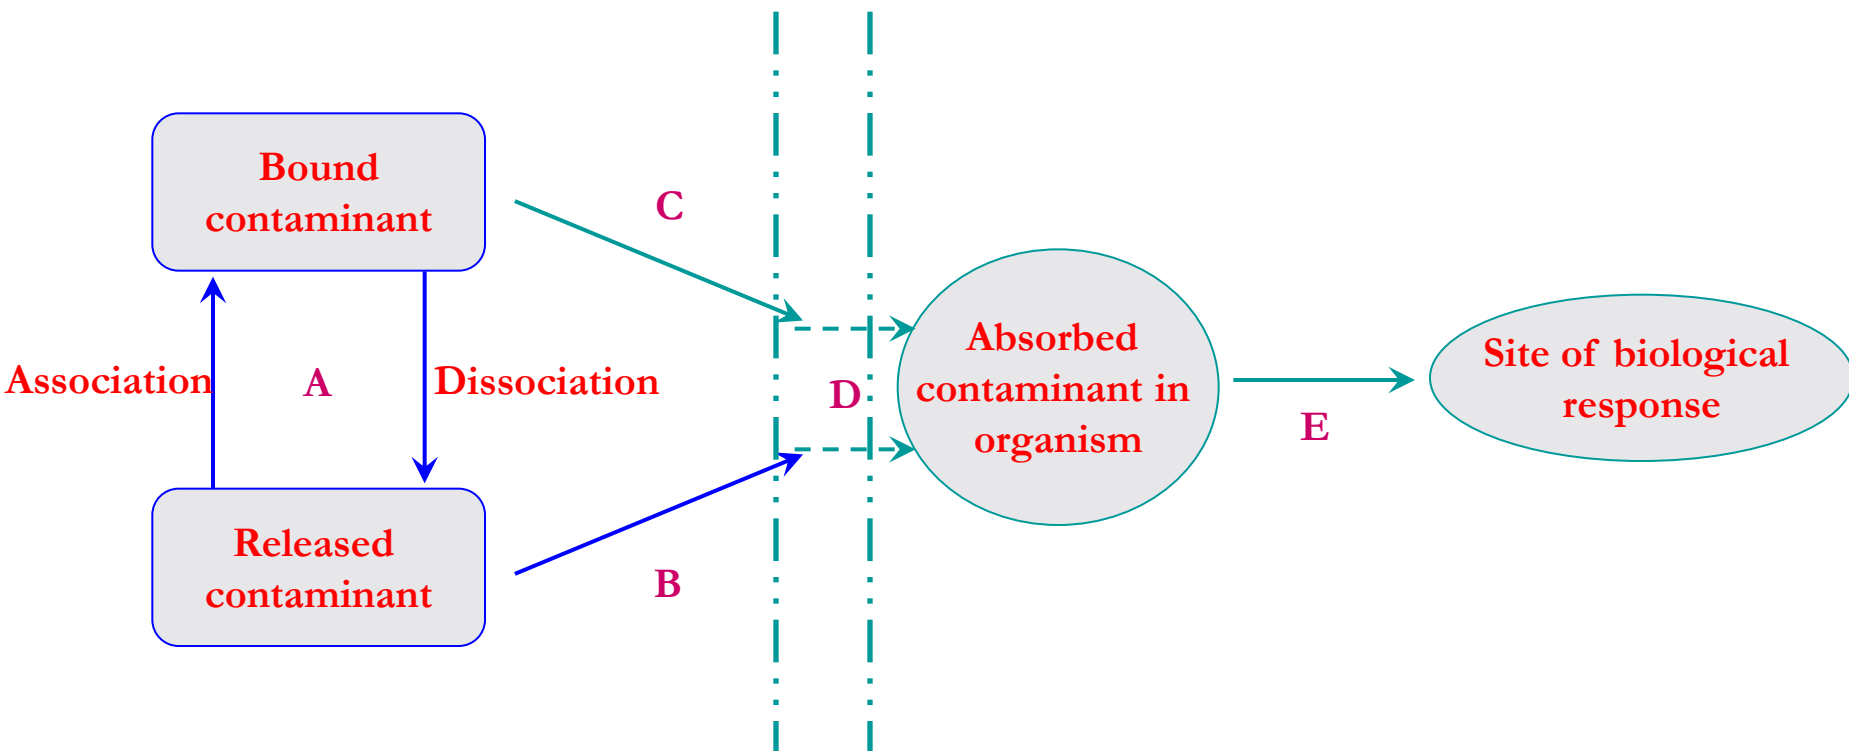 Bound
contaminant
C
Association
A
Dissociation
Released
contaminant
B
D
Absorbed
contaminant in
organism
E
Site of biological
response